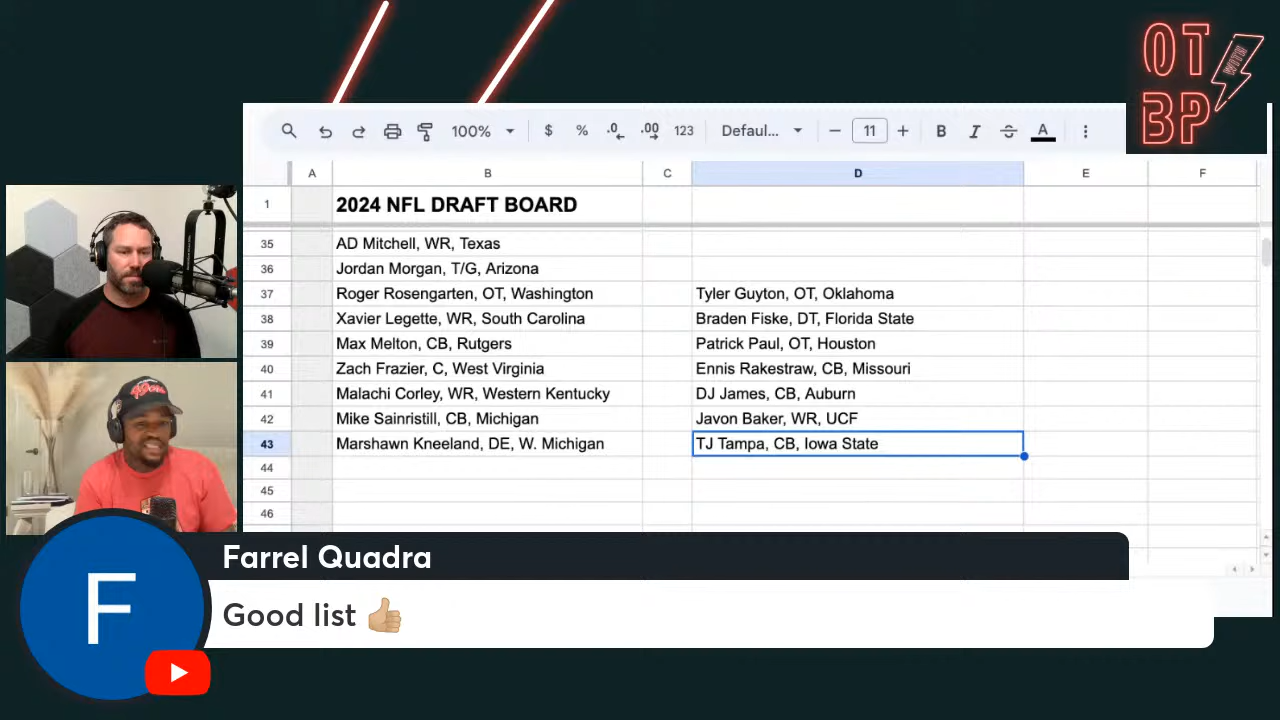 OT
WITH
BP
100%
$
%
.0
.00
123
Defaul...
11
B
I
A
A
B
C
D
E
F
1
2024 NFL DRAFT BOARD
35
AD Mitchell, WR, Texas
36
Jordan Morgan, T/G, Arizona
37
Roger Rosengarten, OT, Washington
Tyler Guyton, OT, Oklahoma
38
Xavier Legette, WR, South Carolina
Braden Fiske, DT, Florida State
39
Max Melton, CB, Rutgers
Patrick Paul, OT, Houston
40
Zach Frazier, C, West Virginia
Ennis Rakestraw, CB, Missouri
41
Malachi Corley, WR, Western Kentucky
DJ James, CB, Auburn
42
Mike Sainristill, CB, Michigan
Javon Baker, WR, UCF
43
Marshawn Kneeland, DE, W. Michigan
TJ Tampa, CB, Iowa State
44
45
46
F
Farrel Quadra
Good list 👍🏼